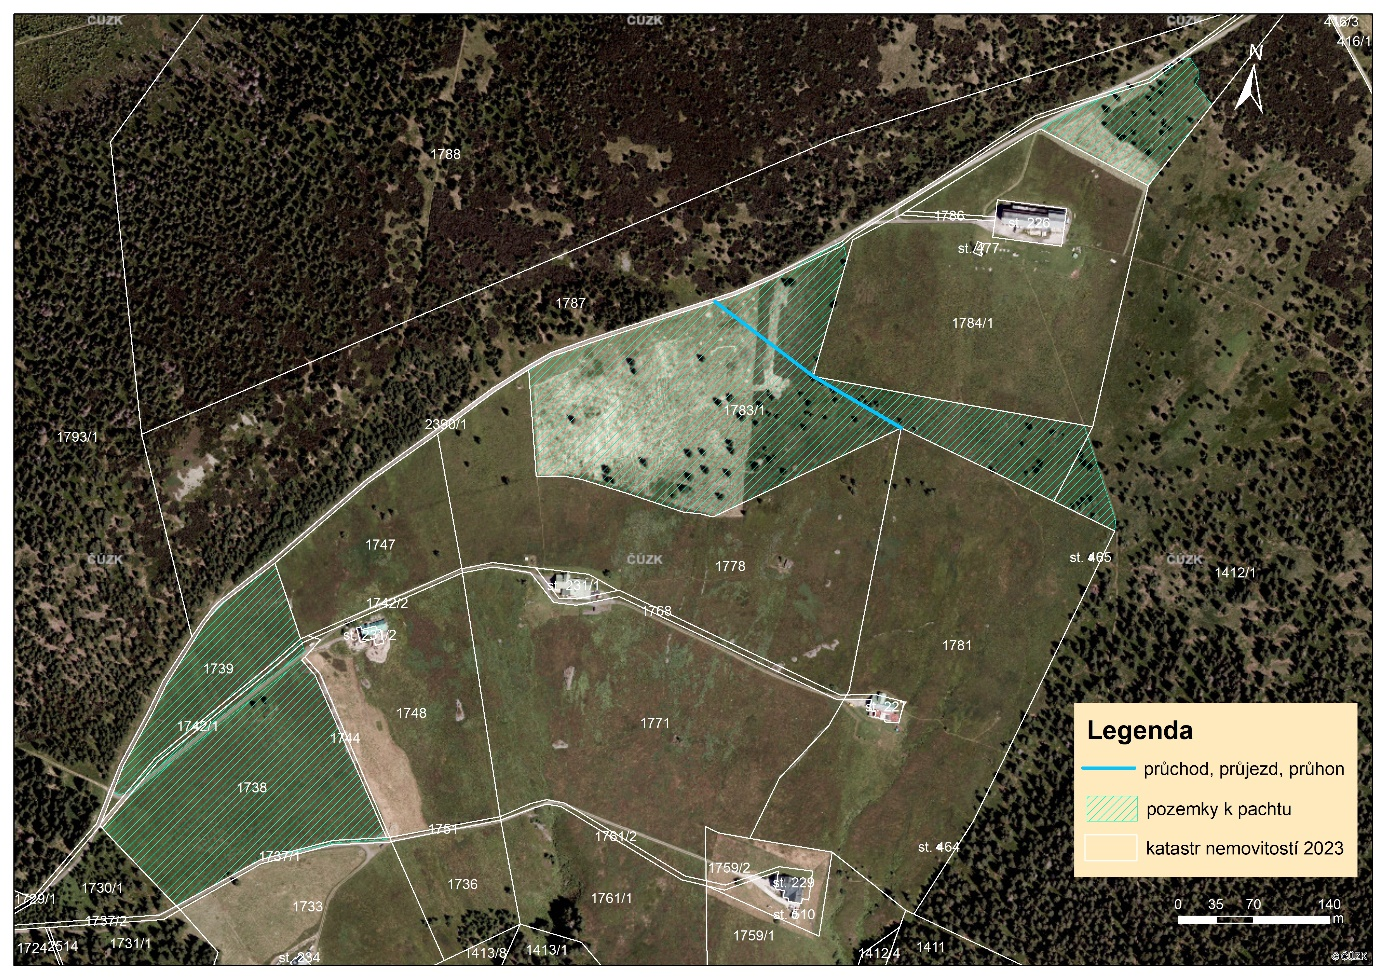 ČÚZK
ČÚZK
ČÚZK
416/3
416/1
N
1788
1786
st. 226
st. 477
1787
1784/1
1783/1
2380/1
1793/1
1747
ČÚZK
ČÚZK
ČÚZK
st. 465
1412/1
1778
st. 231/1
1742/2
1768
st. 231/2
1781
1739
1748
1771
st. 227
1742/1
1744
1738
Legenda
průchod, průjezd, průhon
pozemky k pachtu
katastr nemovitostí 2023
0 35 70 140
m
1751
1761/2
st. 464
1737/1
1759/2
st. 229
1730/1
1736
1729/1
1761/1
1733
st. 510
1737/2
1759/1
1724
2514
1731/1
1413/8
1413/1
1412/4
1411
st. 234
© ČÚZK